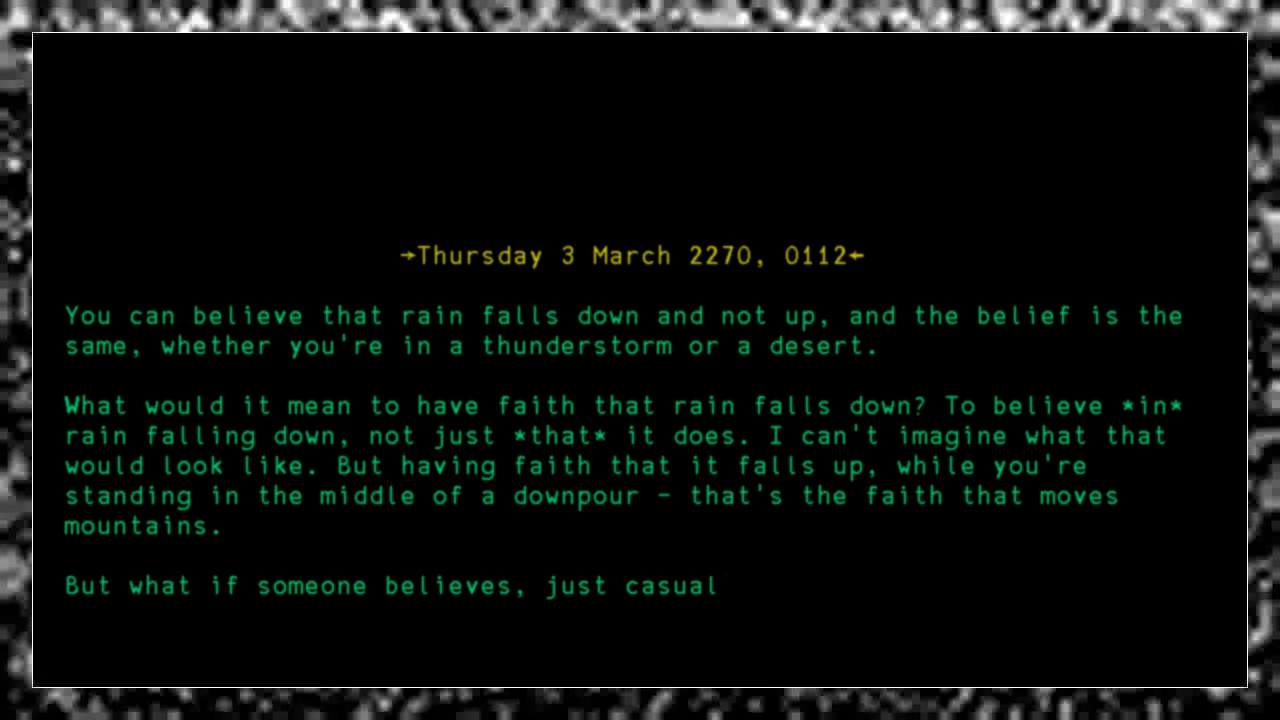 →Thursday 3 March 2270, 0112←
You can believe that rain falls down and not up, and the belief is the
same, whether you're in a thunderstorm or a desert.
What would it mean to have faith that rain falls down? To believe *in*
rain falling down, not just *that* it does. I can't imagine what that
would look like. But having faith that it falls up, while you're
standing in the middle of a downpour - that's the faith that moves
mountains.
But what if someone believes, just casual